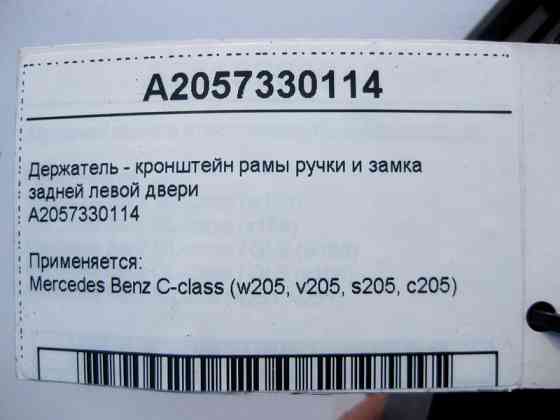 A2057330114
Держатель - кронштейн рамы ручки и замка
задней левой двери
A2057330114
Применяется:
Mercedes Benz C-class (w205, v205, s205, c205)